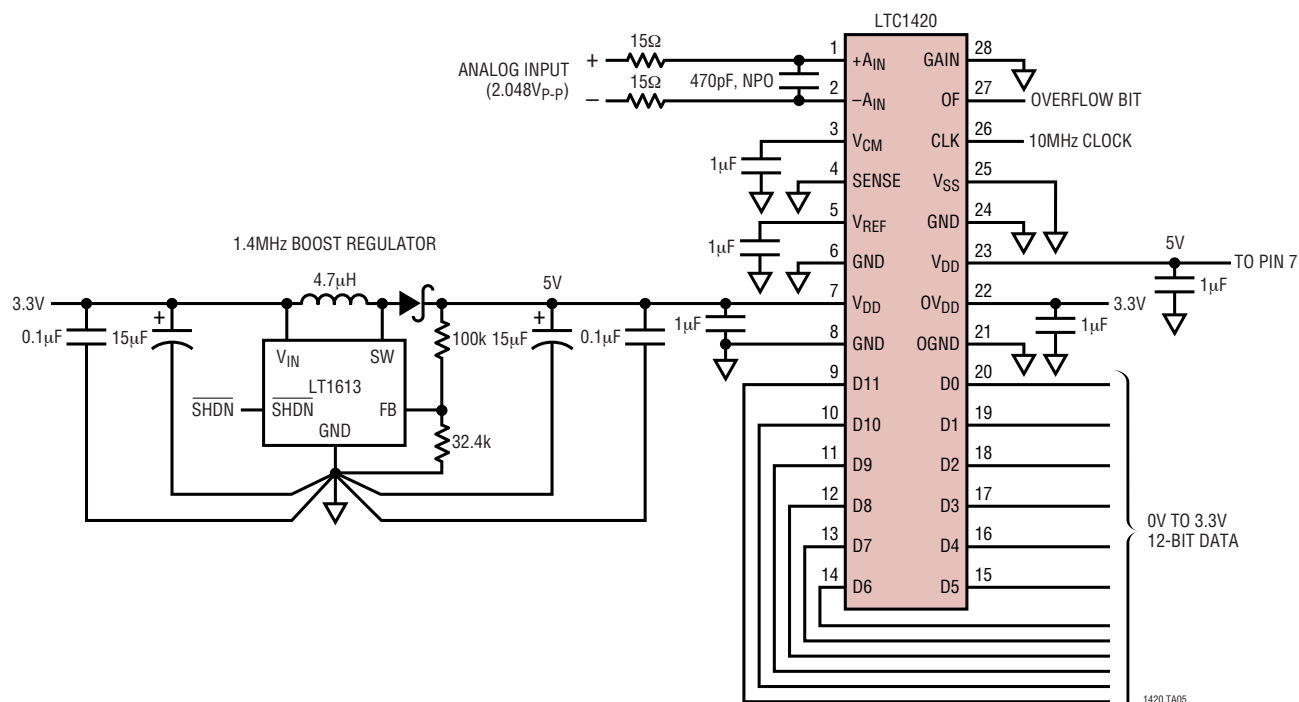 LTC1420
ANALOG INPUT
(2.048VP-P)
+
15Ω
–
15Ω
470pF, NPO
1
+AIN
2
–AIN
3
VCM
1µF
4
SENSE
5
VREF
1µF
6
GND
7
VDD
8
GND
9
D11
10
D10
11
D9
12
D8
13
D7
14
D6
28
GAIN
27
OF
OVERFLOW BIT
26
CLK
10MHz CLOCK
25
VSS
24
GND
23
VDD
5V
TO PIN 7
1µF
22
OVDD
3.3V
1µF
21
OGND
20
D0
19
D1
18
D2
17
D3
16
D4
15
D5
0V TO 3.3V
12-BIT DATA
1.4MHz BOOST REGULATOR
3.3V
4.7µH
5V
0.1µF
+
15µF
VIN
SW
LT1613
SHDN
SHDN
FB
GND
100k
32.4k
+
15µF
0.1µF
1µF
1420 TA05